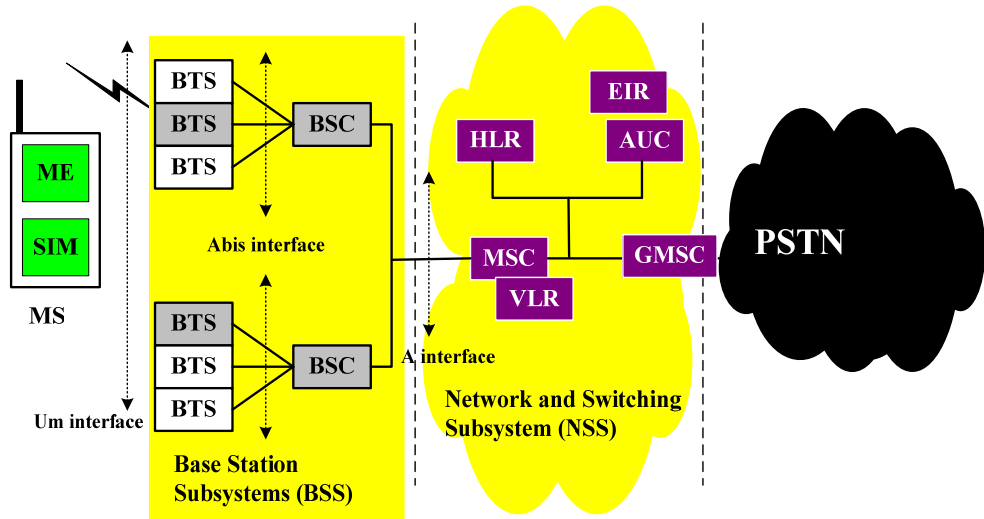 ME
SIM
MS
Um interface
BTS
BTS
BTS
BSC
Abis interface
BTS
BTS
BTS
BSC
Base Station
Subsystems (BSS)
A interface
EIR
HLR
AUC
MSC
VLR
GMSC
Network and Switching
Subsystem (NSS)
PSTN